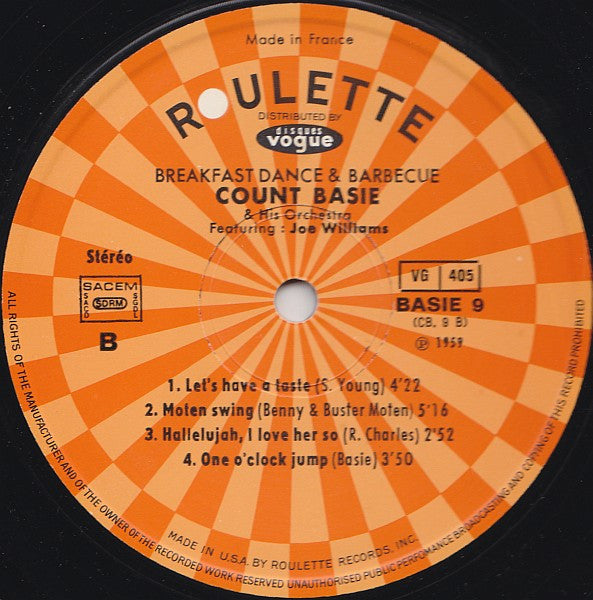 Made in France
ROULETTE
DISTRIBUTED BY
disques
vogue
BREAKFAST DANCE & BARBECUE
COUNT BASIE
& His Orchestra
Featuring : Joe Williams
Stéréo
SACEM
SACD
SDRM
SGDL
B
VG 405
BASIE 9
(CB. 9 B)
℗ 1959
1. Let's have a taste (S. Young) 4'22
2. Moten swing (Benny & Buster Moten) 5'16
3. Hallelujah, I love her so (R. Charles) 2'52
4. One o'clock jump (Basie) 3'50
MADE IN U.S.A. BY ROULETTE RECORDS, INC.
ALL RIGHTS OF THE MANUFACTURER AND OF THE OWNER OF THE RECORDED WORK RESERVED UNAUTHORISED PUBLIC PERFOMANCE BROADCASTING AND COPYING OF THIS RECORD PROHIBITED